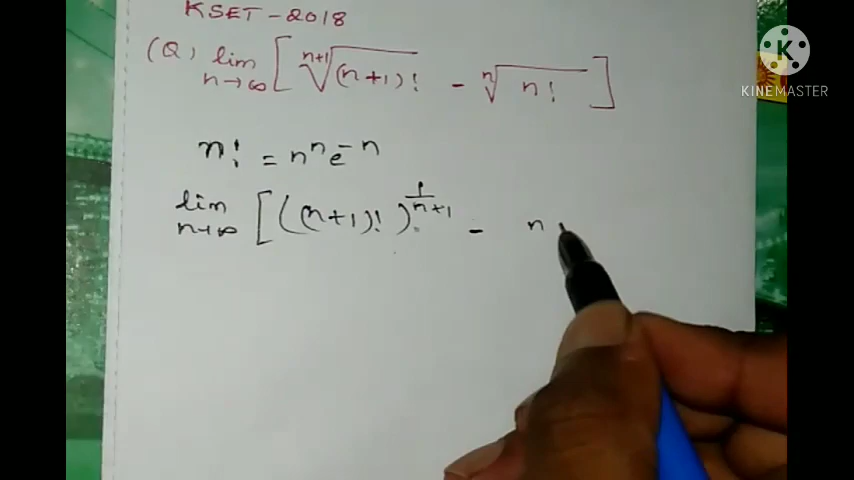 KSET-2018
(Q) lim n→∞ [ ⁿ⁺¹√(n+1)! - ⁿ√n! ]
K
KINEMASTER
n! = nⁿe⁻ⁿ
lim n→∞ [ ((n+1)!)^(1/(n+1)) - n